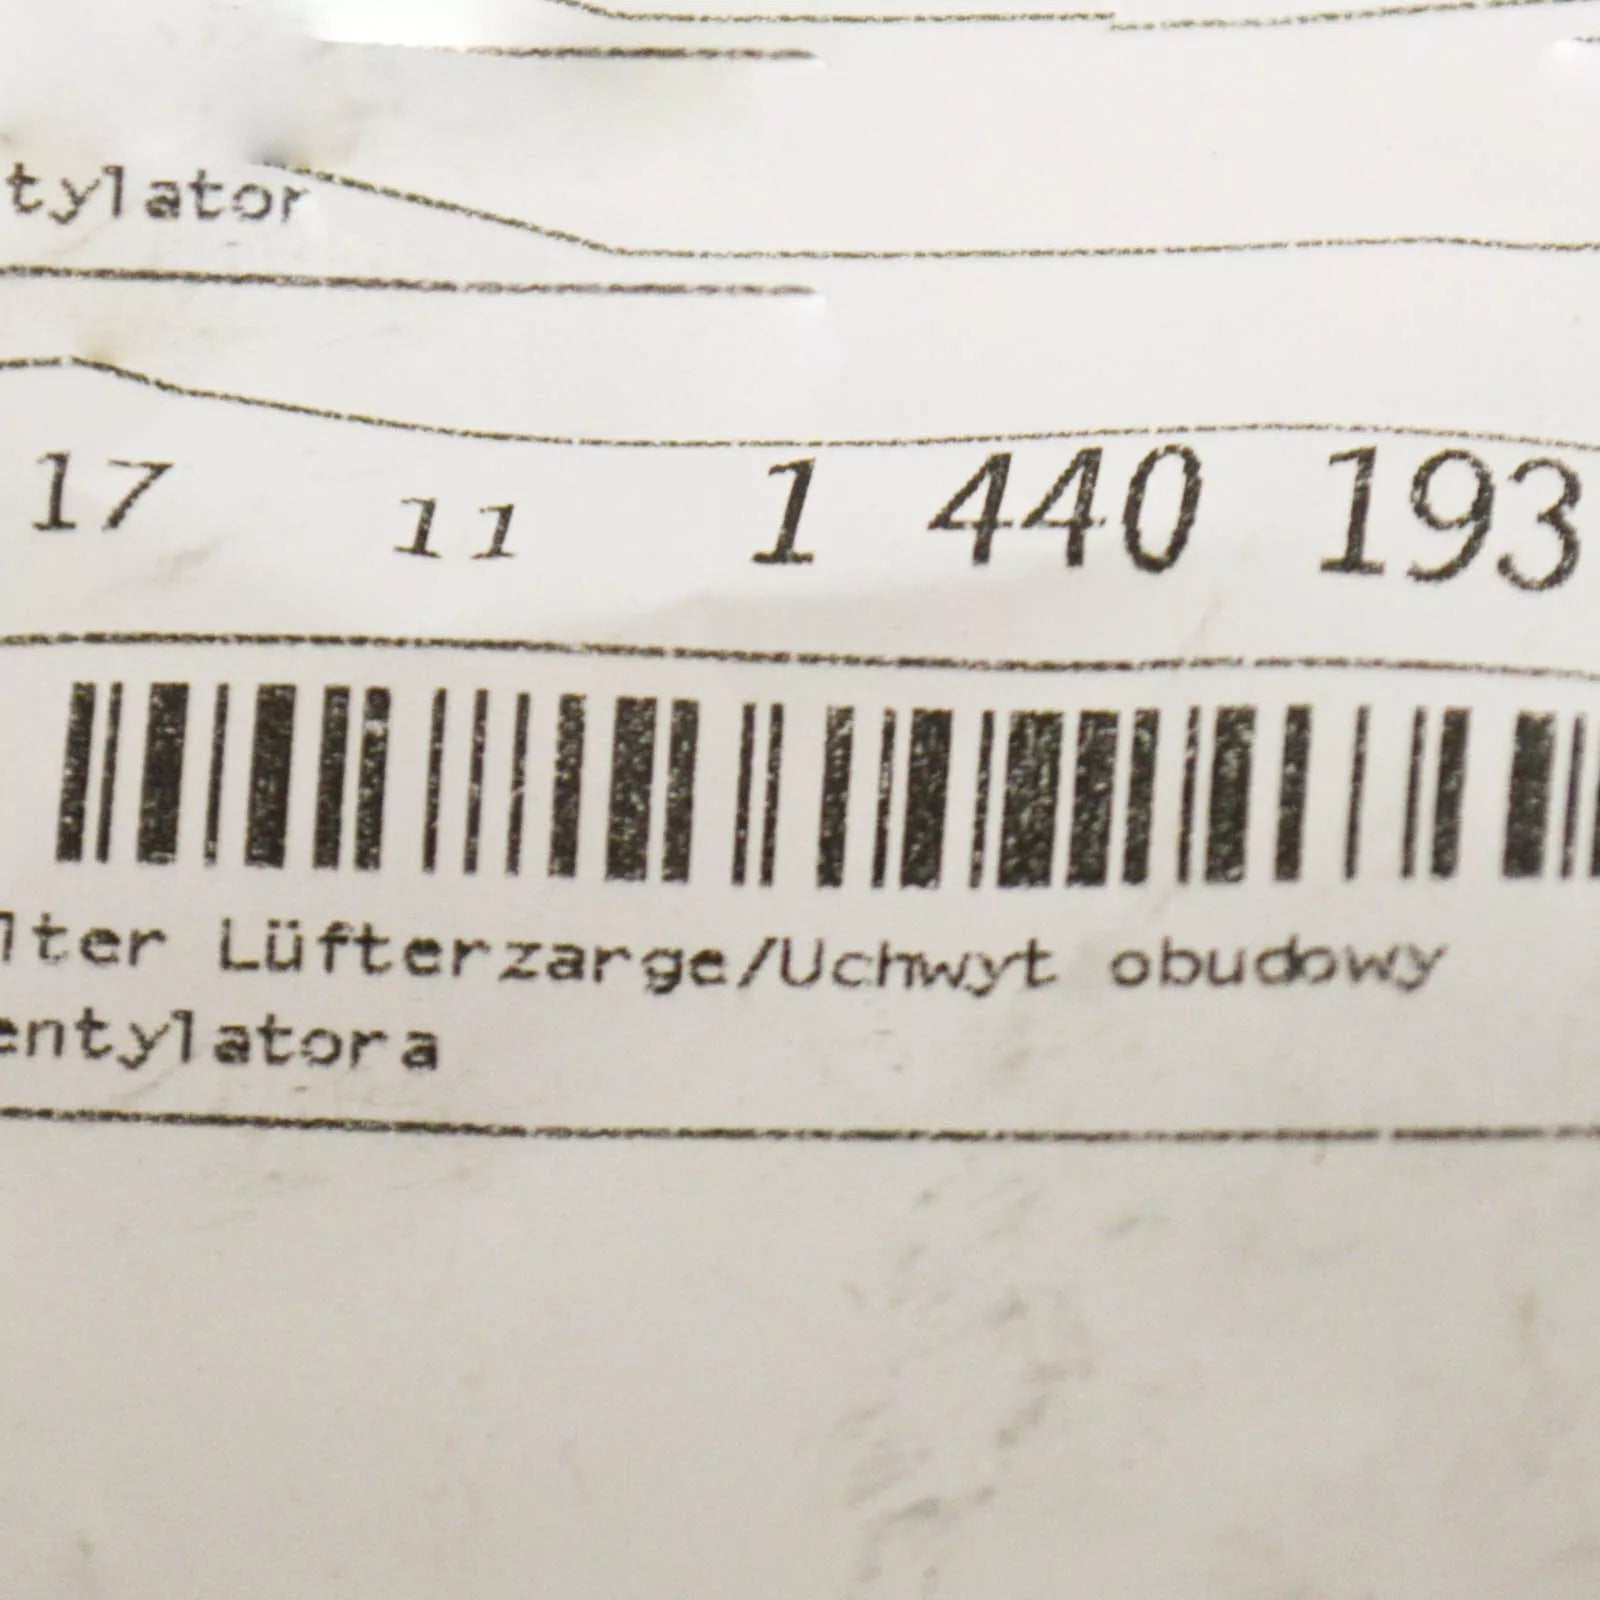 tylator
17 11 1 440 193
lter Lüfterzarge/Uchwyt obudowy
entylatora